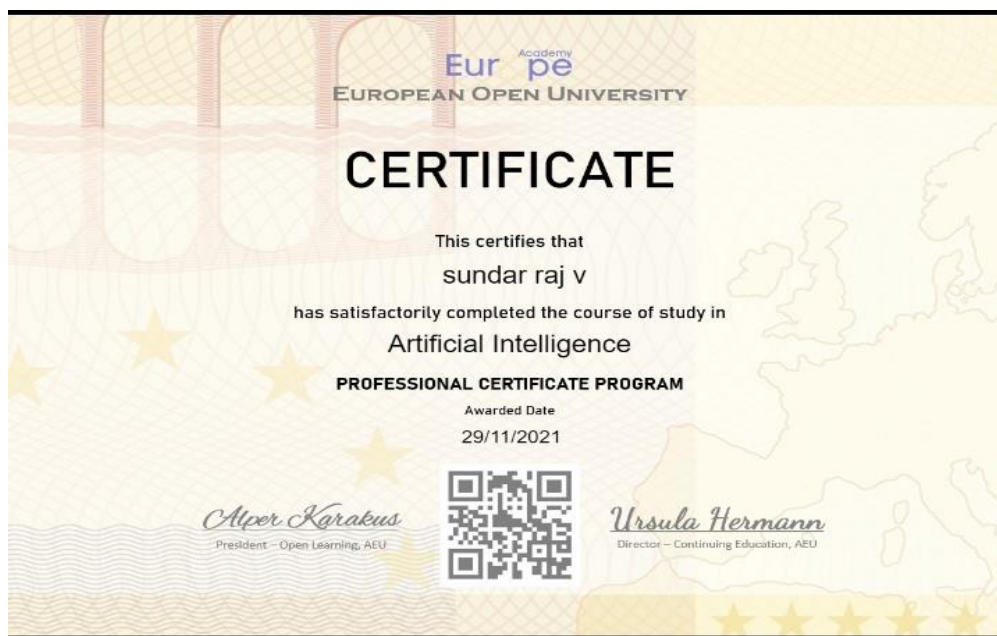 Academy
Eur pe
EUROPEAN OPEN UNIVERSITY
CERTIFICATE
This certifies that
sundar raj v
has satisfactorily completed the course of study in
Artificial Intelligence
PROFESSIONAL CERTIFICATE PROGRAM
Awarded Date
29/11/2021
Alper Karakus
President – Open Learning, AEU
Ursula Hermann
Director – Continuing Education, AEU